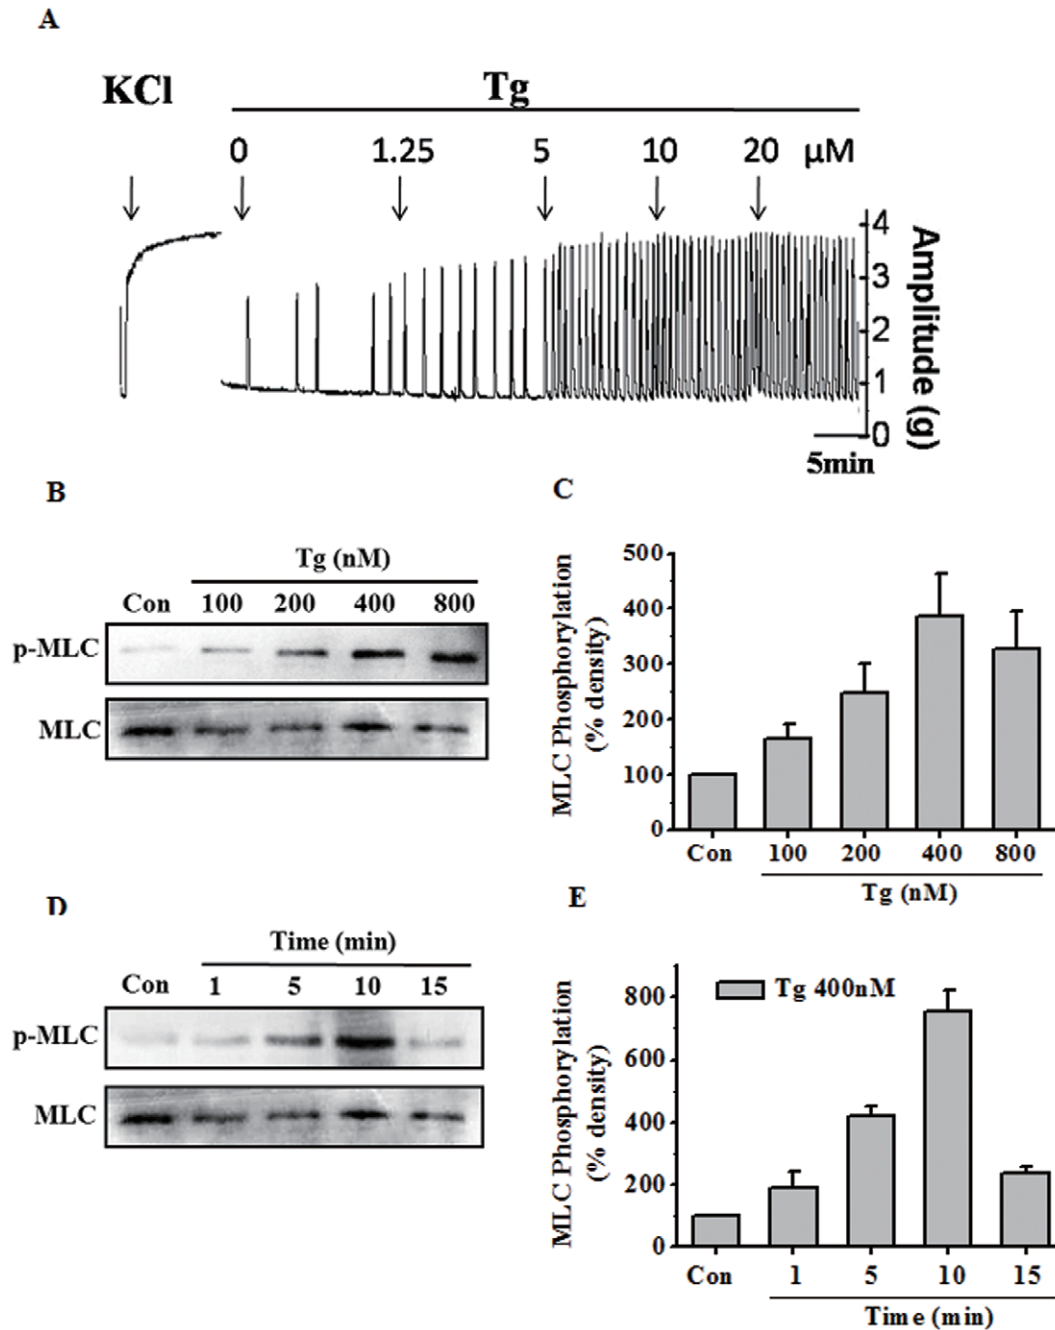 A
KCl
Tg
0 1.25 5 10 20 µM
4
3
2
1
0
Amplitude (g)
5min
B
Tg (nM)
Con 100 200 400 800
p-MLC
MLC
C
MLC Phosphorylation
(% density)
500
400
300
200
100
0
Con 100 200 400 800
Tg (nM)
D
Time (min)
Con 1 5 10 15
p-MLC
MLC
E
MLC Phosphorylation
(% density)
Tg 400nM
800
600
400
200
0
Con 1 5 10 15
Time (min)